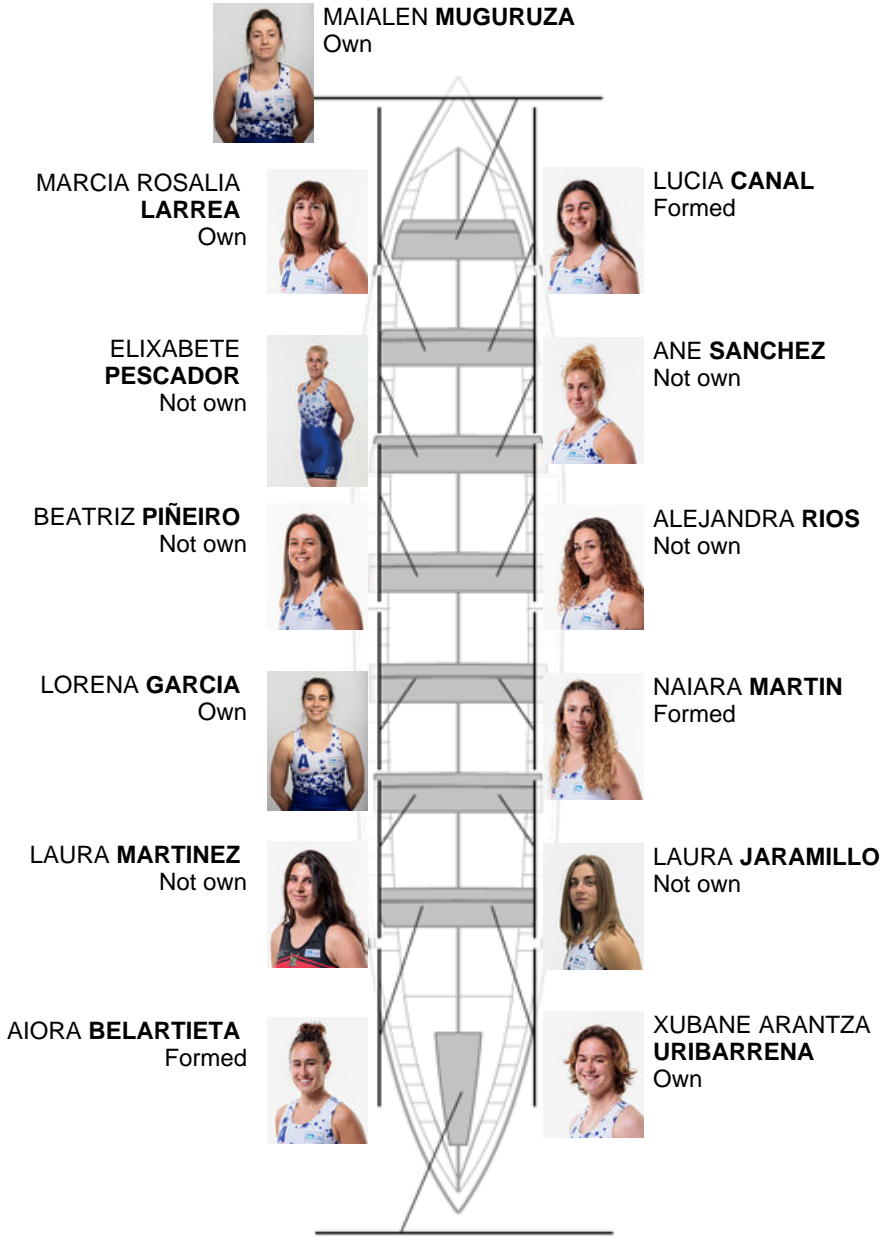 MAIALEN MUGURUZA
Own
MARCIA ROSALIA
LARREA
Own
LUCIA CANAL
Formed
ELIXABETE
PESCADOR
Not own
ANE SANCHEZ
Not own
BEATRIZ PIÑEIRO
Not own
ALEJANDRA RIOS
Not own
LORENA GARCIA
Own
NAIARA MARTIN
Formed
LAURA MARTINEZ
Not own
LAURA JARAMILLO
Not own
AIORA BELARTIETA
Formed
XUBANE ARANTZA
URIBARRENA
Own